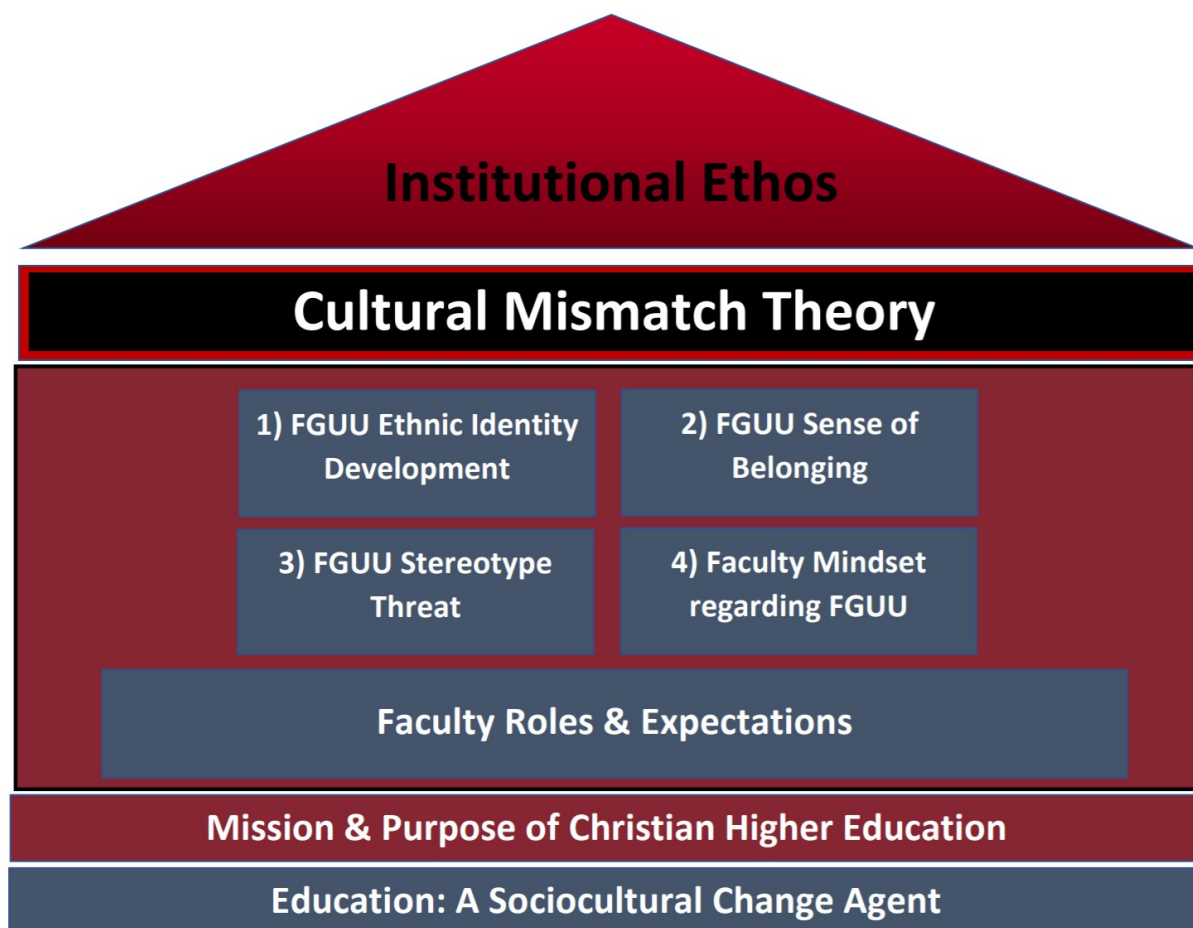 Institutional Ethos
Cultural Mismatch Theory
1) FGUU Ethnic Identity
Development
2) FGUU Sense of
Belonging
3) FGUU Stereotype
Threat
4) Faculty Mindset
regarding FGUU
Faculty Roles & Expectations
Mission & Purpose of Christian Higher Education
Education: A Sociocultural Change Agent